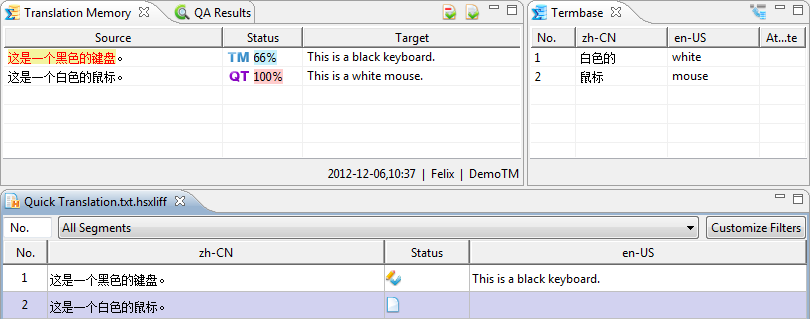 Translation Memory QA Results
Source Status Target
这是一个黑色的键盘。 TM 66% This is a black keyboard.
这是一个白色的鼠标。 QT 100% This is a white mouse.
2012-12-06,10:37 | Felix | DemoTM
Termbase
No. zh-CN en-US At...te
1 白色的 white
2 鼠标 mouse
Quick Translation.txt.hsxliff
No. All Segments Customize Filters
No. zh-CN Status en-US
1 这是一个黑色的键盘。 This is a black keyboard.
2 这是一个白色的鼠标。